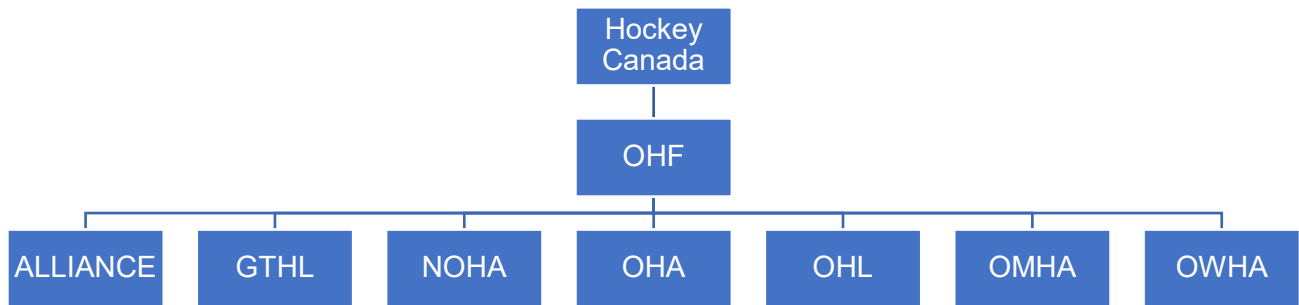 Hockey
Canada
OHF
ALLIANCE
GTHL
NOHA
OHA
OHL
OMHA
OWHA